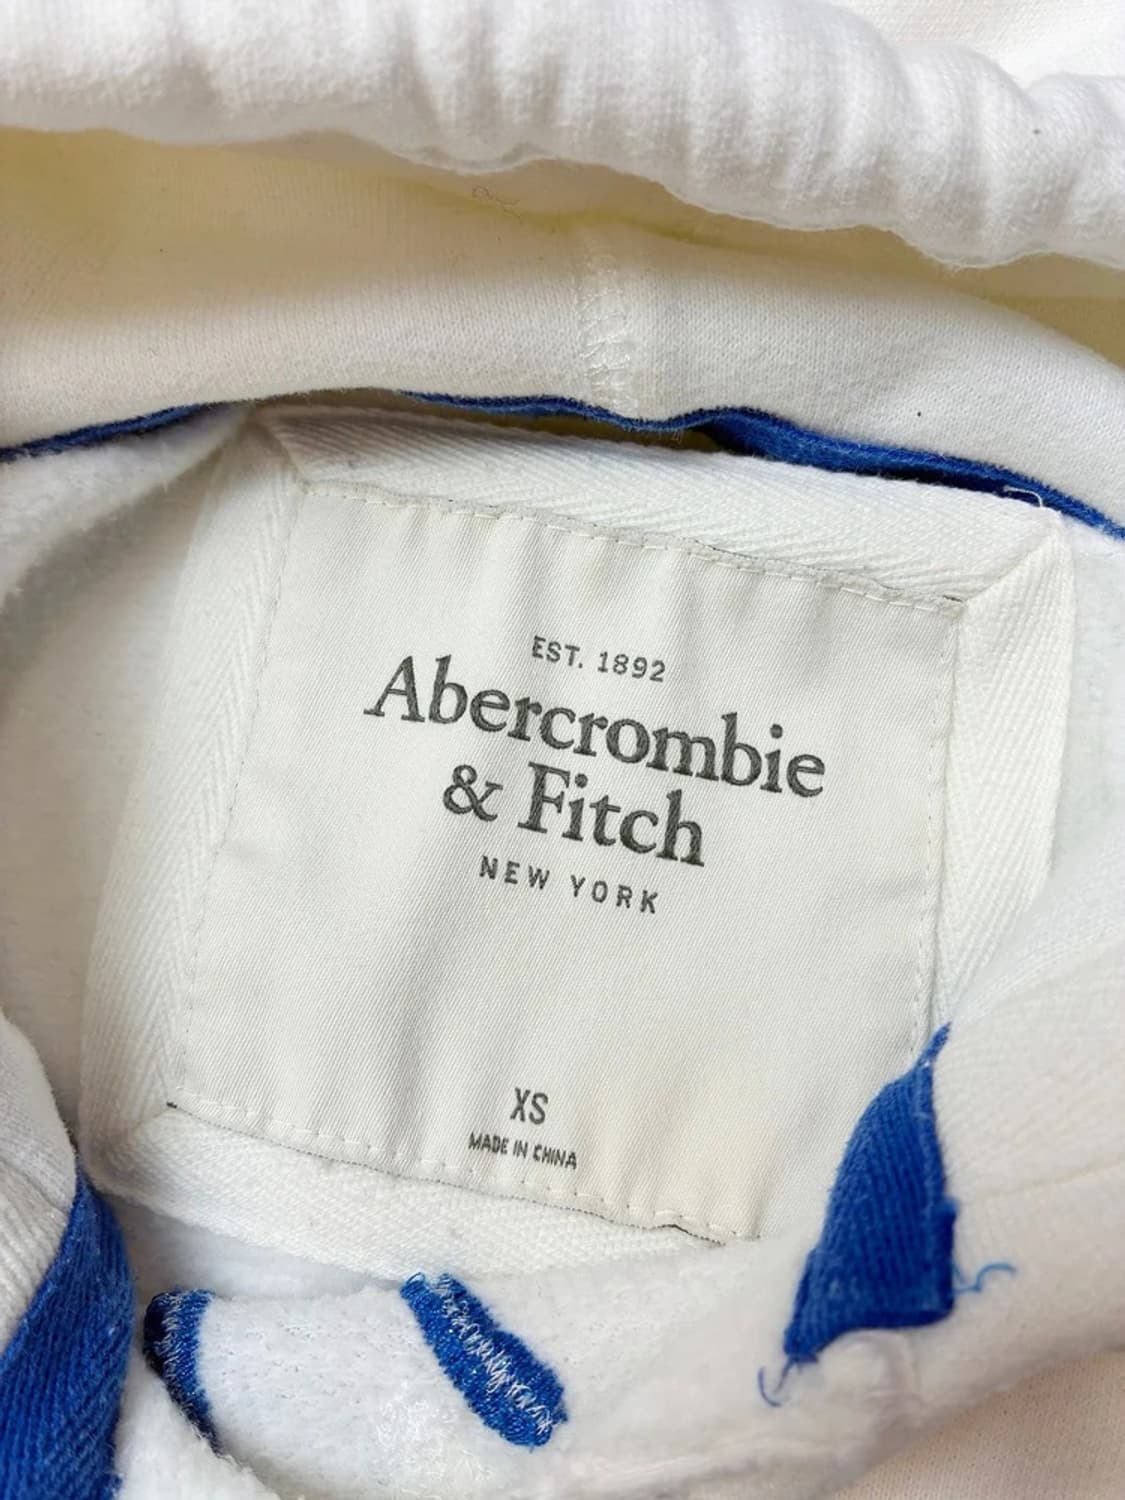 EST. 1892
Abercrombie
& Fitch
NEW YORK
XS
MADE IN CHINA